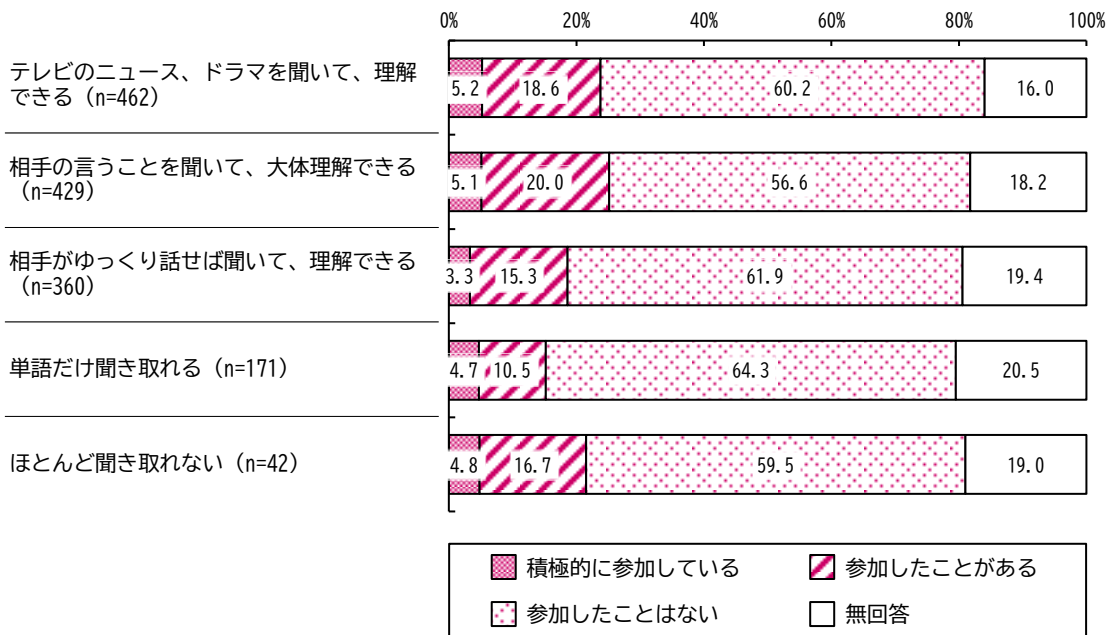 0% 20% 40% 60% 80% 100%
テレビのニュース、ドラマを聞いて、理解
できる（n=462）
5.2 18.6 60.2 16.0
相手の言うことを聞いて、大体理解できる
（n=429）
5.1 20.0 56.6 18.2
相手がゆっくり話せば聞いて、理解できる
（n=360）
3.3 15.3 61.9 19.4
単語だけ聞き取れる（n=171）
4.7 10.5 64.3 20.5
ほとんど聞き取れない（n=42）
4.8 16.7 59.5 19.0
積極的に参加している 参加したことがある
参加したことはない 無回答